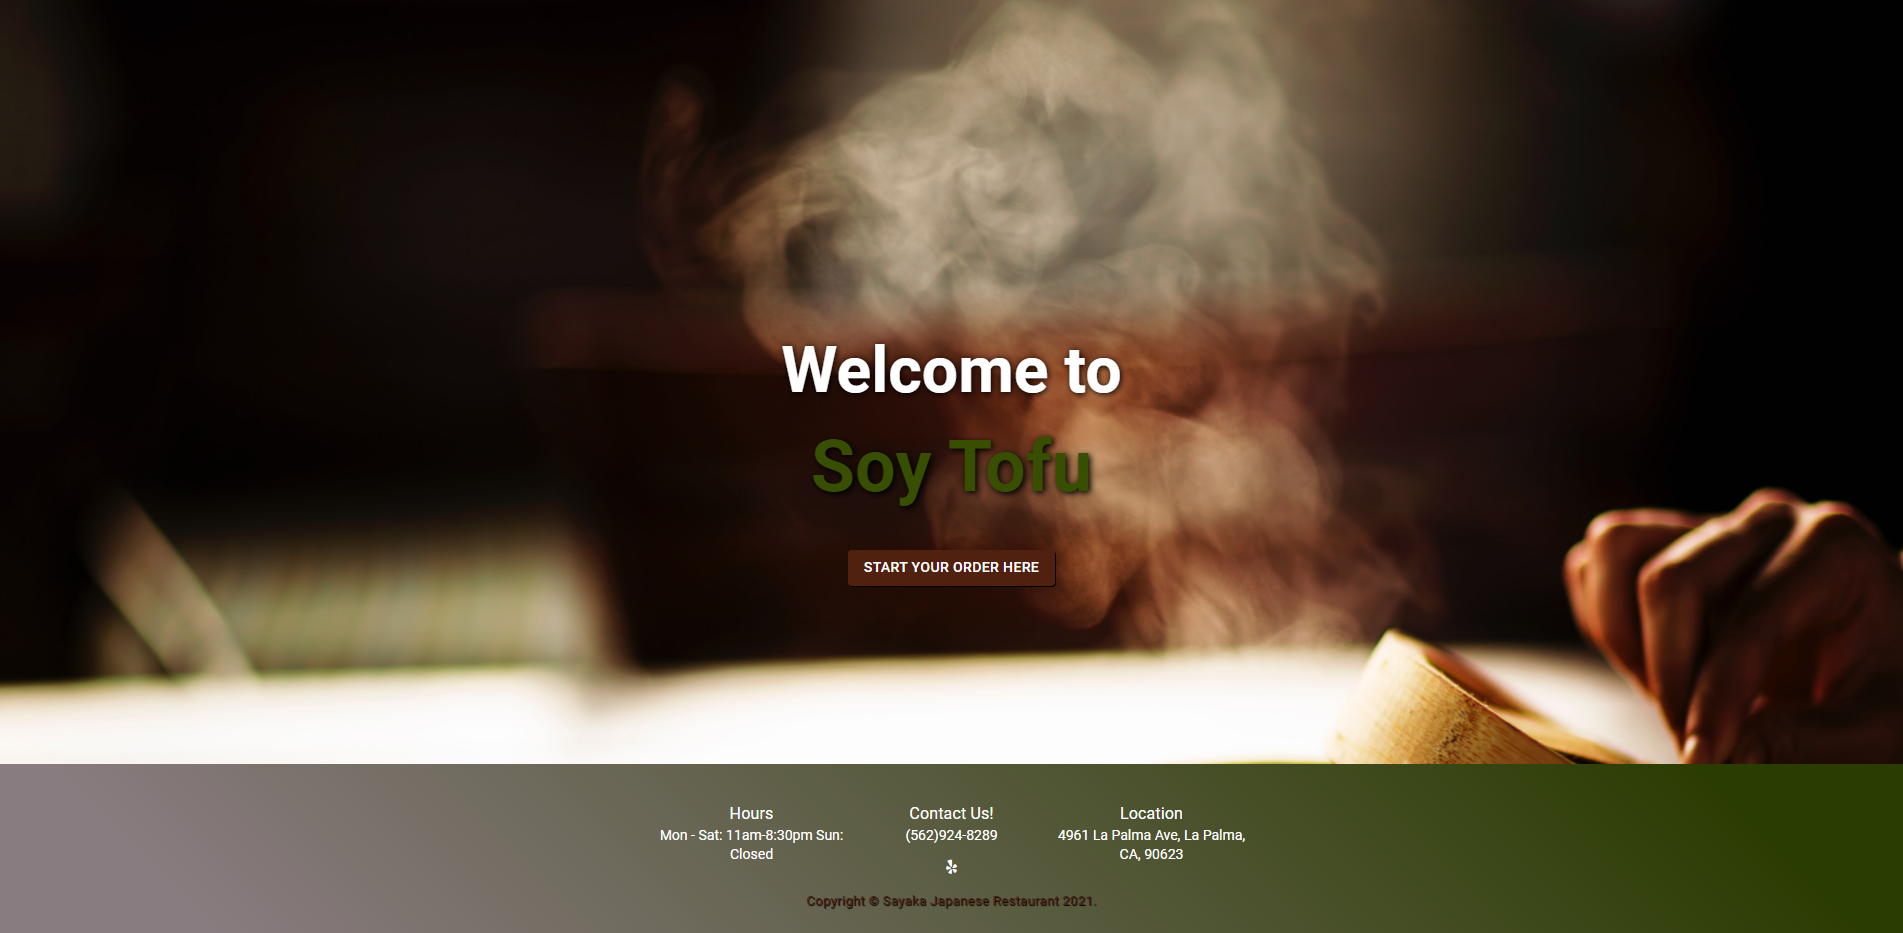 Welcome to
Soy Tofu
START YOUR ORDER HERE
Hours
Mon - Sat: 11am-8:30pm Sun:
Closed
Contact Us!
(562)924-8289
Location
4961 La Palma Ave, La Palma,
CA, 90623
Copyright © Sayaka Japanese Restaurant 2021.